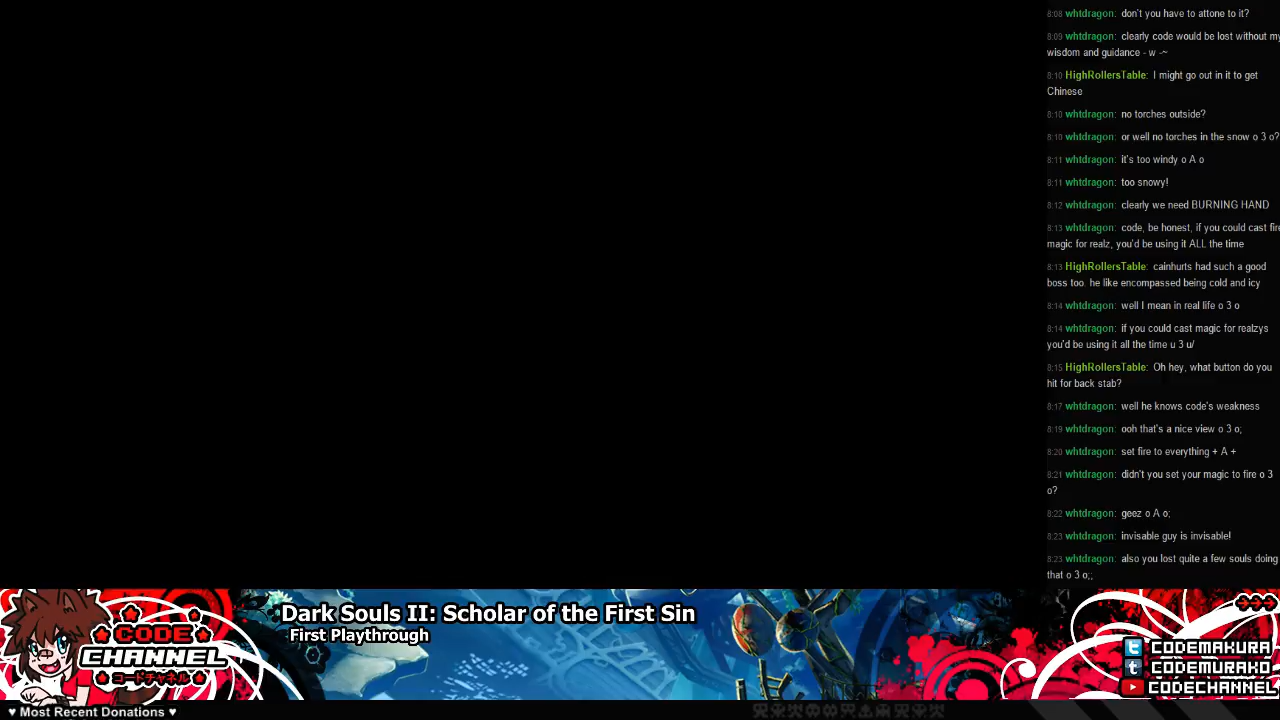 8:08 whtdragon: don't you have to attone to it?
8:09 whtdragon: clearly code would be lost without my
wisdom and guidance - w -~
8:10 HighRollersTable: I might go out in it to get
Chinese
8:10 whtdragon: no torches outside?
8:10 whtdragon: or well no torches in the snow o 3 o?
8:11 whtdragon: it's too windy o A o
8:11 whtdragon: too snowy!
8:12 whtdragon: clearly we need BURNING HAND
8:13 whtdragon: code, be honest, if you could cast fire
magic for realz, you'd be using it ALL the time
8:13 HighRollersTable: cainhurts had such a good
boss too. he like encompassed being cold and icy
8:14 whtdragon: well I mean in real life o 3 o
8:14 whtdragon: if you could cast magic for realzys
you'd be using it all the time u 3 u/
8:15 HighRollersTable: Oh hey, what button do you
hit for back stab?
8:17 whtdragon: well he knows code's weakness
8:19 whtdragon: ooh that's a nice view o 3 o;
8:20 whtdragon: set fire to everything + A +
8:21 whtdragon: didn't you set your magic to fire o 3
o?
8:22 whtdragon: geez o A o;
8:23 whtdragon: invisable guy is invisable!
8:23 whtdragon: also you lost quite a few souls doing
that o 3 o;;
Dark Souls II: Scholar of the First Sin
First Playthrough
CODE
CHANNEL
コードチャネル
CODEMAKURA
CODEMURAKO
CODECHANNEL
♥ Most Recent Donations ♥